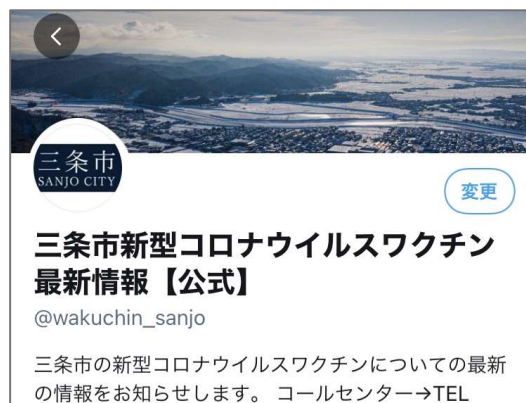 三条市
SANJO CITY
変更
三条市新型コロナウイルスワクチン
最新情報【公式】
@wakuchin_sanjo
三条市の新型コロナウイルスワクチンについての最新
の情報をお知らせします。 コールセンター→TEL